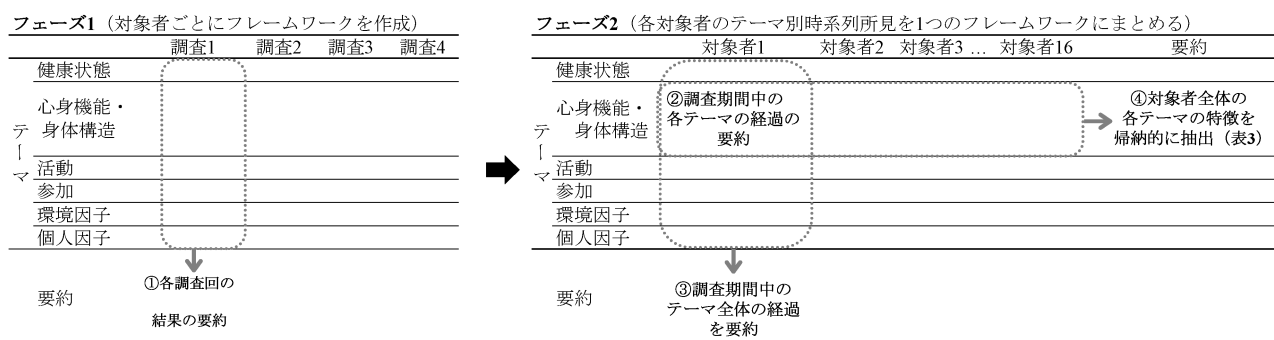 フェーズ1（対象者ごとにフレームワークを作成）
調査1 調査2 調査3 調査4
テーマ
健康状態
心身機能・
身体構造
活動
参加
環境因子
個人因子
①各調査回の
要約
結果の要約
フェーズ2（各対象者のテーマ別時系列所見を1つのフレームワークにまとめる）
対象者1 対象者2 対象者3 … 対象者16 要約
テーマ
健康状態
心身機能・
身体構造
②調査期間中の
各テーマの経過の
要約
④対象者全体の
各テーマの特徴を
帰納的に抽出（表3）
活動
参加
環境因子
個人因子
要約
③調査期間中の
テーマ全体の経過
を要約